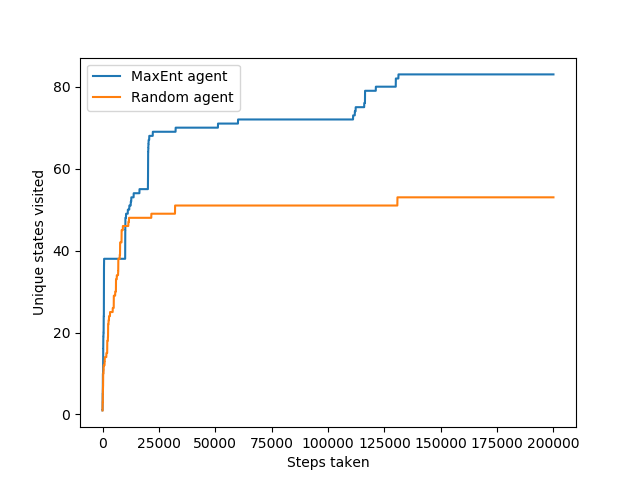 MaxEnt agent
Random agent
Unique states visited
80
60
40
20
0
0 25000 50000 75000 100000 125000 150000 175000 200000
Steps taken